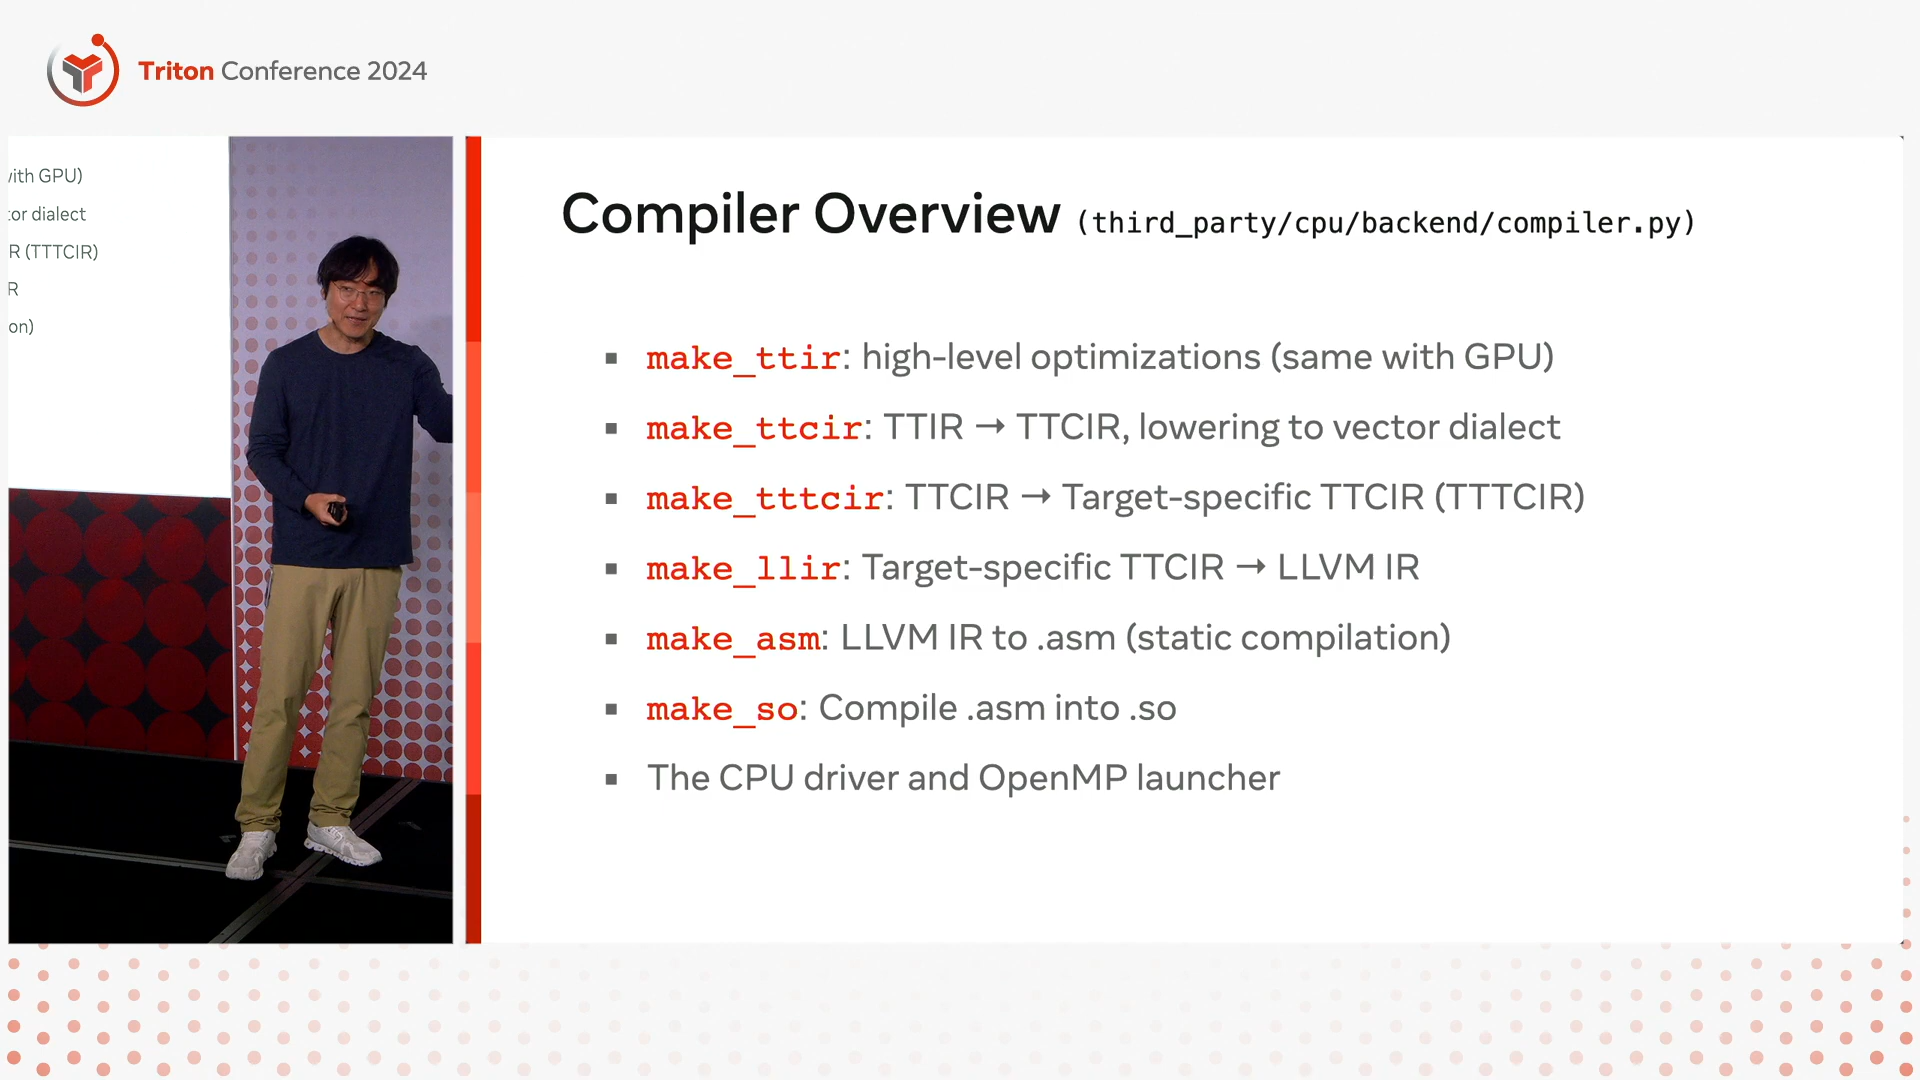 Triton Conference 2024
with GPU)
or dialect
R (TTTCIR)
R
on)
Compiler Overview (third_party/cpu/backend/compiler.py)
▪ make_ttir: high-level optimizations (same with GPU)
▪ make_ttcir: TTIR → TTCIR, lowering to vector dialect
▪ make_tttcir: TTCIR → Target-specific TTCIR (TTTCIR)
▪ make_llir: Target-specific TTCIR → LLVM IR
▪ make_asm: LLVM IR to .asm (static compilation)
▪ make_so: Compile .asm into .so
▪ The CPU driver and OpenMP launcher